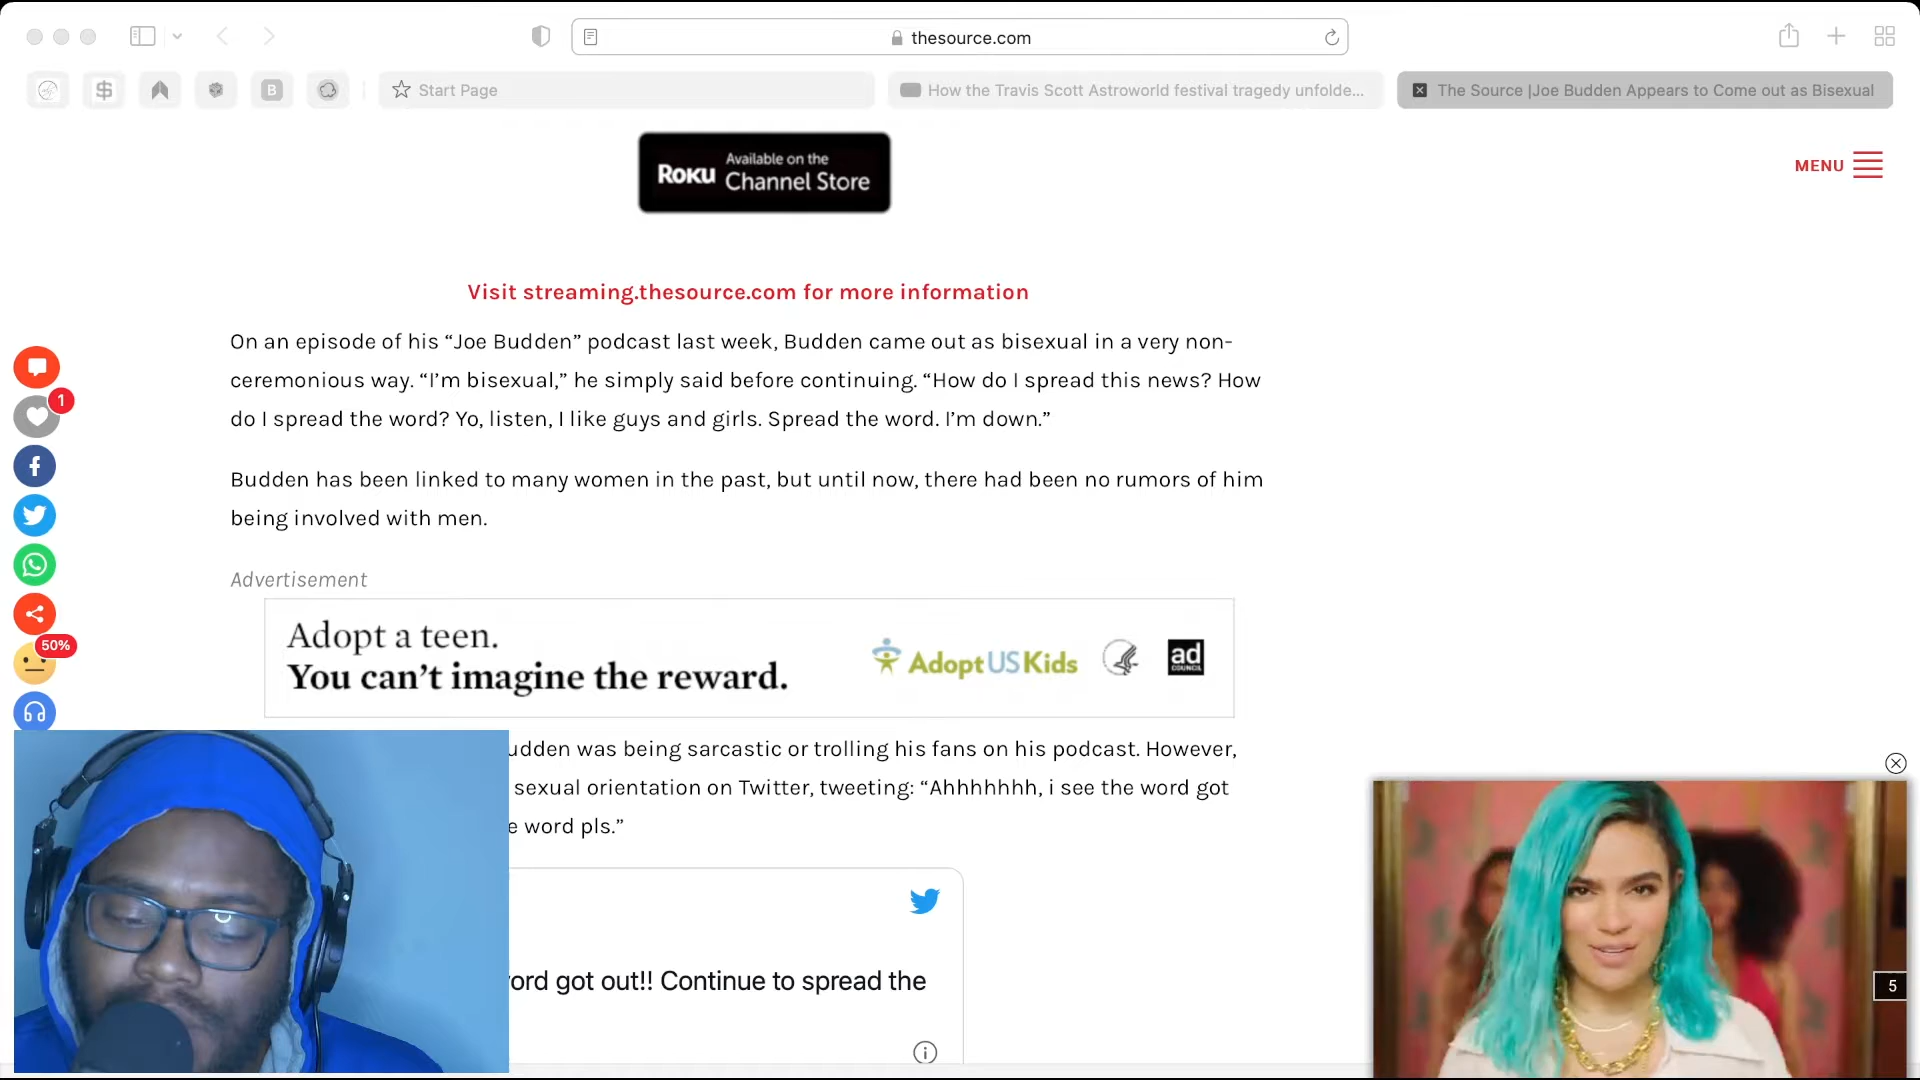 thesource.com
Start Page
How the Travis Scott Astroworld festival tragedy unfolde...
The Source |Joe Budden Appears to Come out as Bisexual
ROKU
Available on the
Channel Store
MENU
Visit streaming.thesource.com for more information
On an episode of his “Joe Budden” podcast last week, Budden came out as bisexual in a very non-
ceremonious way. “I’m bisexual,” he simply said before continuing. “How do I spread this news? How
do I spread the word? Yo, listen, I like guys and girls. Spread the word. I’m down.”
1
Budden has been linked to many women in the past, but until now, there had been no rumors of him
being involved with men.
Advertisement
Adopt a teen.
You can’t imagine the reward.
AdoptUSKids
ad
COUNCIL
50%
udden was being sarcastic or trolling his fans on his podcast. However,
sexual orientation on Twitter, tweeting: “Ahhhhhhh, i see the word got
e word pls.”
ord got out!! Continue to spread the
5